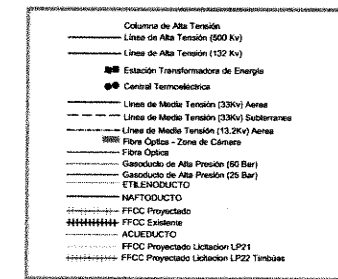 Columna de Alta Tensión
Línea de Alta Tensión (500 Kv)
Línea de Alta Tensión (132 Kv)
Estación Transformadora de Energía
Central Termoeléctrica
Línea de Media Tensión (33Kv) Aerea
Línea de Media Tensión (33Kv) Subterranea
Línea de Media Tensión (13.2Kv) Aerea
Fibra Óptica - Zona de Cámara
Fibra Óptica
Gasoducto de Alta Presión (60 Bar)
Gasoducto de Alta Presión (25 Bar)
ETILENODUCTO
NAFTODUCTO
FFCC Proyectado
FFCC Existente
ACUEDUCTO
FFCC Proyectado Licitacion LP21
FFCC Proyectado Licitacion LP22 Timbúes